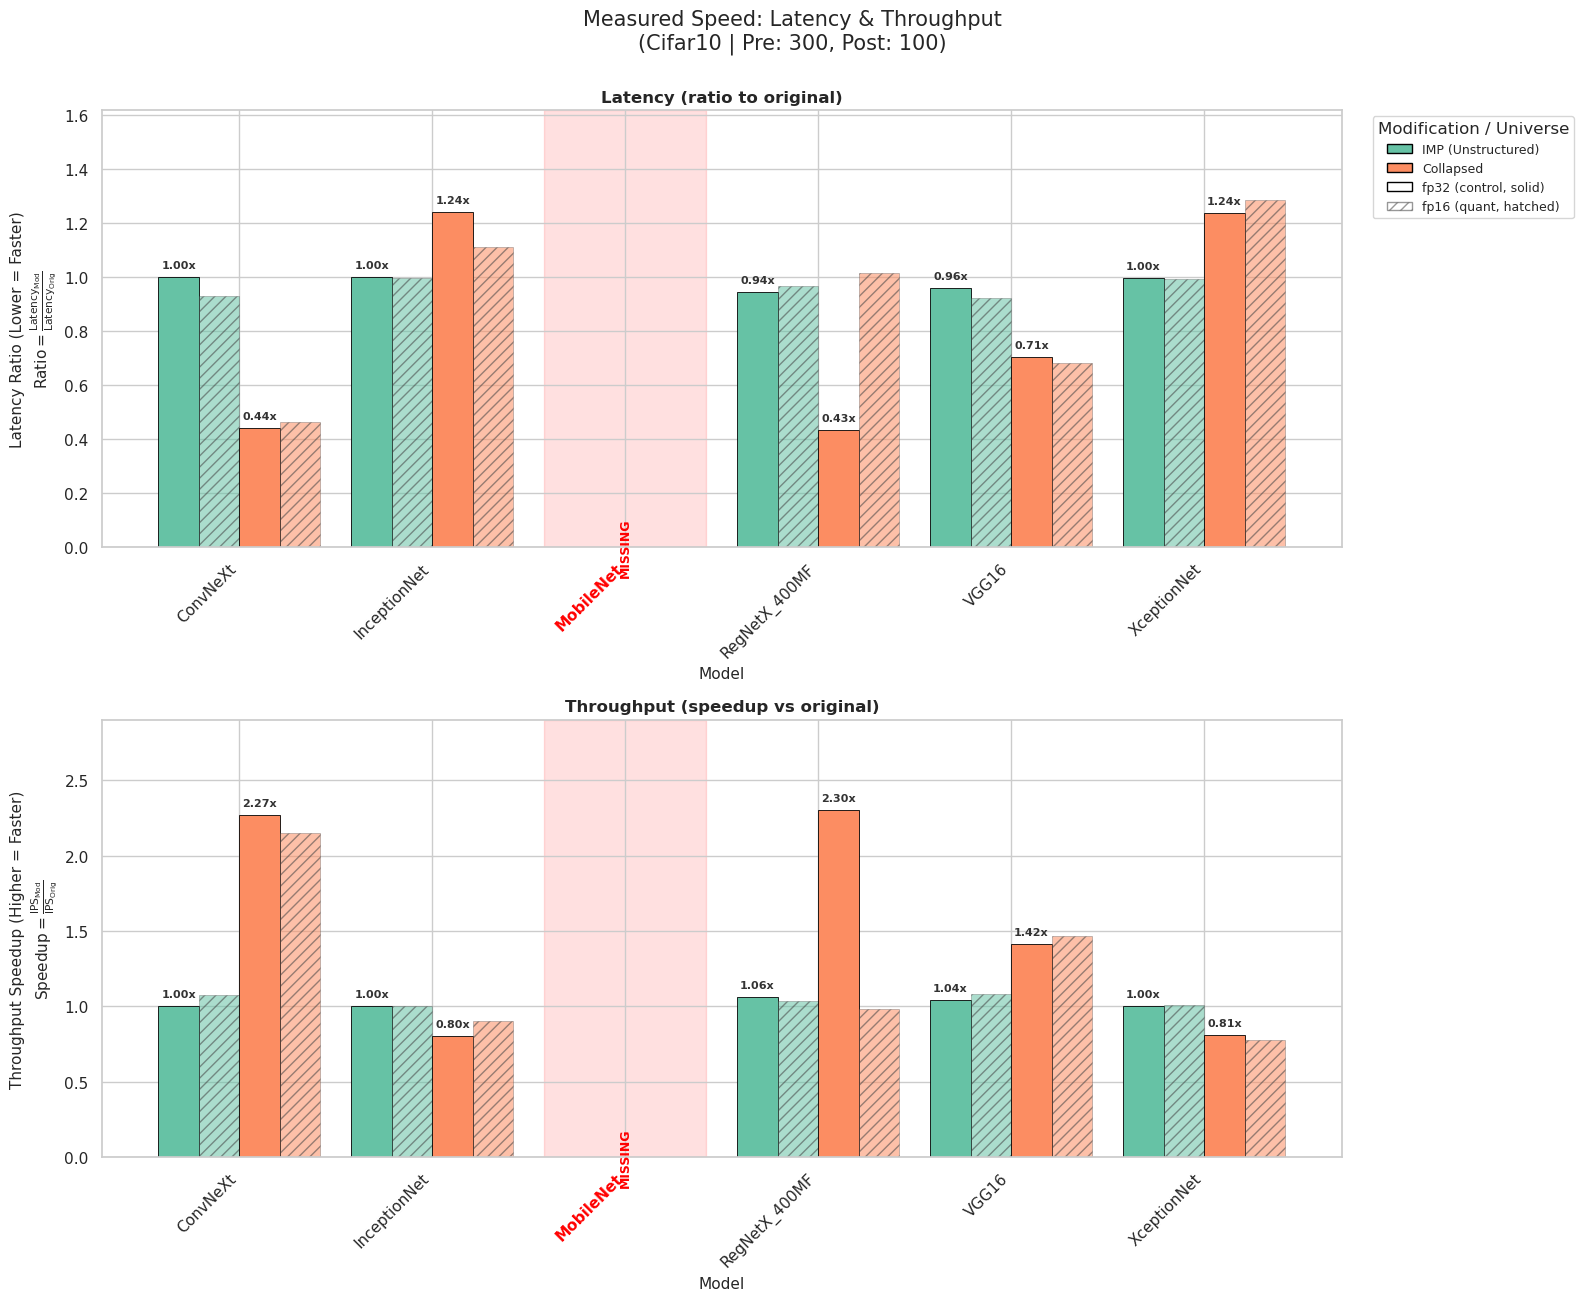 Measured Speed: Latency & Throughput
(Cifar10 | Pre: 300, Post: 100)
Latency (ratio to original)
Latency Ratio (Lower = Faster)
Ratio = Latency_Mod / Latency_Orig
1.6
1.4
1.2
1.0
0.8
0.6
0.4
0.2
0.0
1.00x
0.44x
1.00x
1.24x
MISSING
0.94x
0.43x
0.96x
0.71x
1.00x
1.24x
ConvNeXt
InceptionNet
MobileNet
RegNetX_400MF
VGG16
XceptionNet
Model
Modification / Universe
IMP (Unstructured)
Collapsed
fp32 (control, solid)
fp16 (quant, hatched)
Throughput (speedup vs original)
Throughput Speedup (Higher = Faster)
Speedup = IPS_Mod / IPS_Orig
2.5
2.0
1.5
1.0
0.5
0.0
1.00x
2.27x
1.00x
0.80x
MISSING
1.06x
2.30x
1.04x
1.42x
1.00x
0.81x
ConvNeXt
InceptionNet
MobileNet
RegNetX_400MF
VGG16
XceptionNet
Model